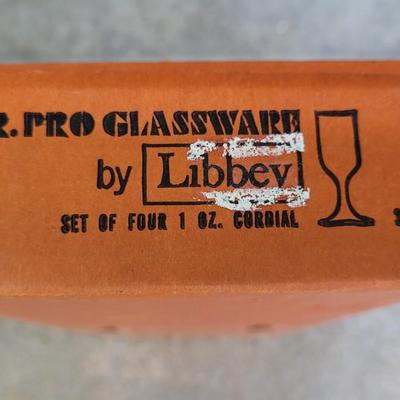 R. PRO GLASSWARE
by Libbey
SET OF FOUR 1 OZ. CORDIAL